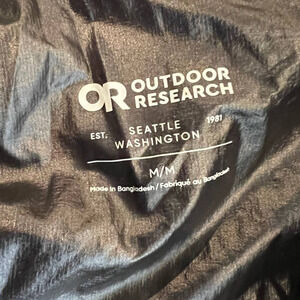 OR OUTDOOR
RESEARCH
EST. SEATTLE 1981
WASHINGTON
M/M
Made in Bangladesh / Fabriqué au Bangladesh